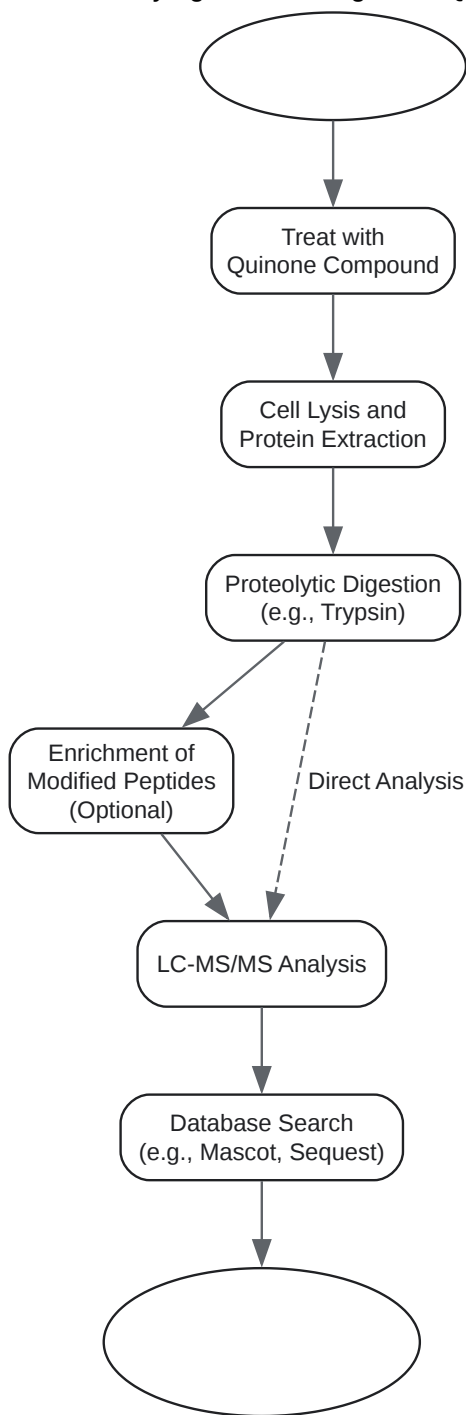 Treat with
Quinone Compound
Cell Lysis and
Protein Extraction
Proteolytic Digestion
(e.g., Trypsin)
Enrichment of
Modified Peptides
(Optional)
Direct Analysis
LC-MS/MS Analysis
Database Search
(e.g., Mascot, Sequest)